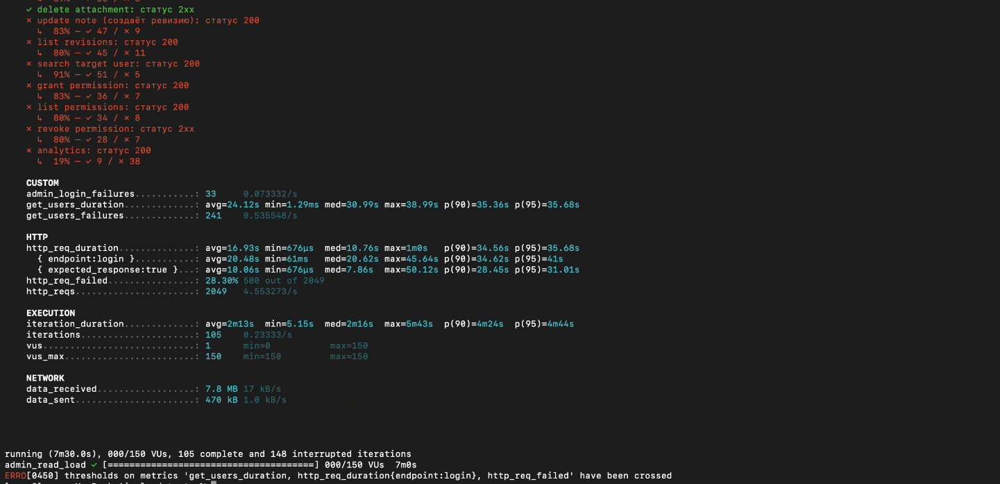 ✓ delete attachment: статус 2xx
✗ update note (создаёт ревизию): статус 200
↳ 83% — ✓ 47 / ✗ 9
✗ list revisions: статус 200
↳ 80% — ✓ 45 / ✗ 11
✗ search target user: статус 200
↳ 91% — ✓ 51 / ✗ 5
✗ grant permission: статус 200
↳ 83% — ✓ 36 / ✗ 7
✗ list permissions: статус 200
↳ 80% — ✓ 34 / ✗ 8
✗ revoke permission: статус 2xx
↳ 80% — ✓ 28 / ✗ 7
✗ analytics: статус 200
↳ 19% — ✓ 9 / ✗ 38
CUSTOM
admin_login_failures...........: 33 0.073332/s
get_users_duration.............: avg=24.12s min=1.29ms med=30.99s max=38.99s p(90)=35.36s p(95)=35.68s
get_users_failures.............: 241 0.535548/s
HTTP
http_req_duration..............: avg=16.93s min=676µs med=10.76s max=1m0s p(90)=34.56s p(95)=35.68s
{ endpoint:login }...........: avg=20.48s min=61ms med=20.62s max=45.64s p(90)=34.62s p(95)=41s
{ expected_response:true }...: avg=10.06s min=676µs med=7.86s max=50.12s p(90)=28.45s p(95)=31.01s
http_req_failed................: 28.30% 580 out of 2049
http_reqs......................: 2049 4.553273/s
EXECUTION
iteration_duration.............: avg=2m13s min=5.15s med=2m16s max=5m43s p(90)=4m24s p(95)=4m44s
iterations.....................: 105 0.23333/s
vus............................: 1 min=0 max=150
vus_max........................: 150 min=150 max=150
NETWORK
data_received..................: 7.8 MB 17 kB/s
data_sent......................: 470 kB 1.0 kB/s
running (7m30.0s), 000/150 VUs, 105 complete and 148 interrupted iterations
admin_read_load ✓ [======================================] 000/150 VUs 7m0s
ERRO[0450] thresholds on metrics 'get_users_duration, http_req_duration{endpoint:login}, http_req_failed' have been crossed